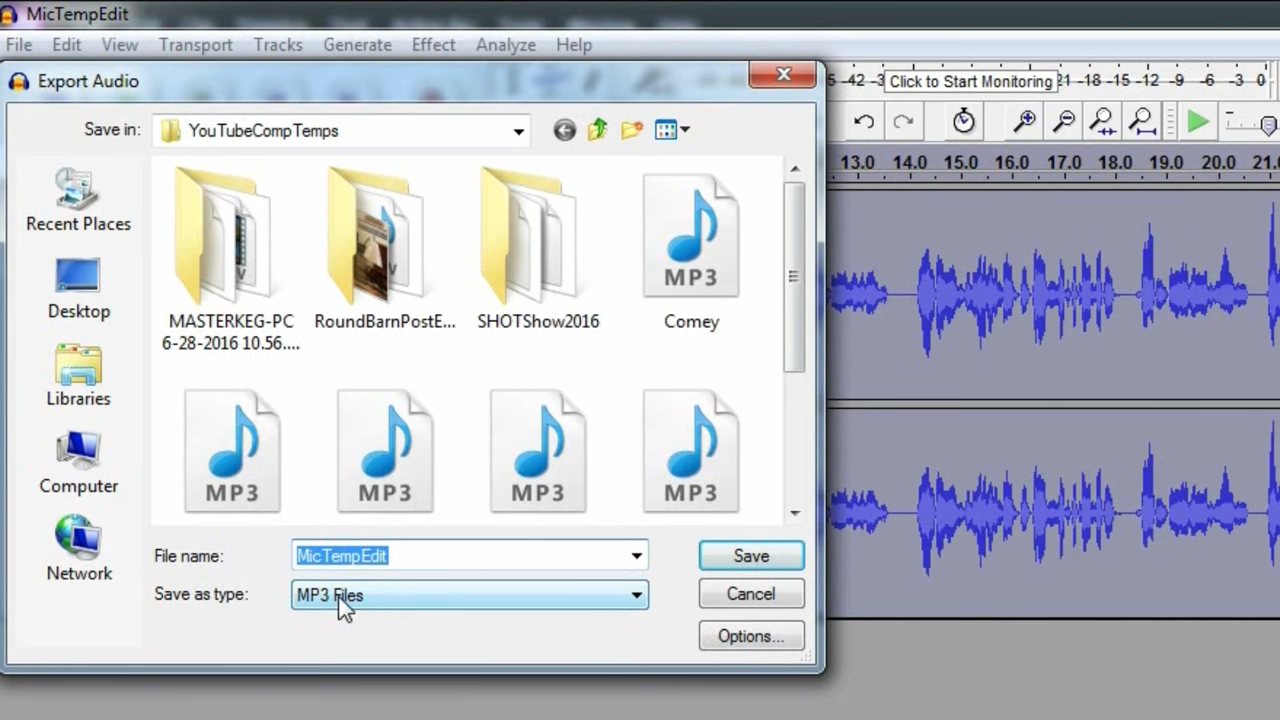 MicTempEdit
File Edit View Transport Tracks Generate Effect Analyze Help
Export Audio
Click to Start Monitoring
-18 -15 -12 -9 -6 -3 0
Save in: YouTubeCompTemps
13.0 14.0 15.0 16.0 17.0 18.0 19.0 20.0 21.0
Recent Places
Desktop
Libraries
Computer
Network
MP3
MASTERKEG-PC
6-28-2016 10.56....
RoundBarnPostE...
SHOTShow2016
Comey
MP3 MP3 MP3 MP3
File name: MicTempEdit
Save
Save as type: MP3 Files
Cancel
Options...